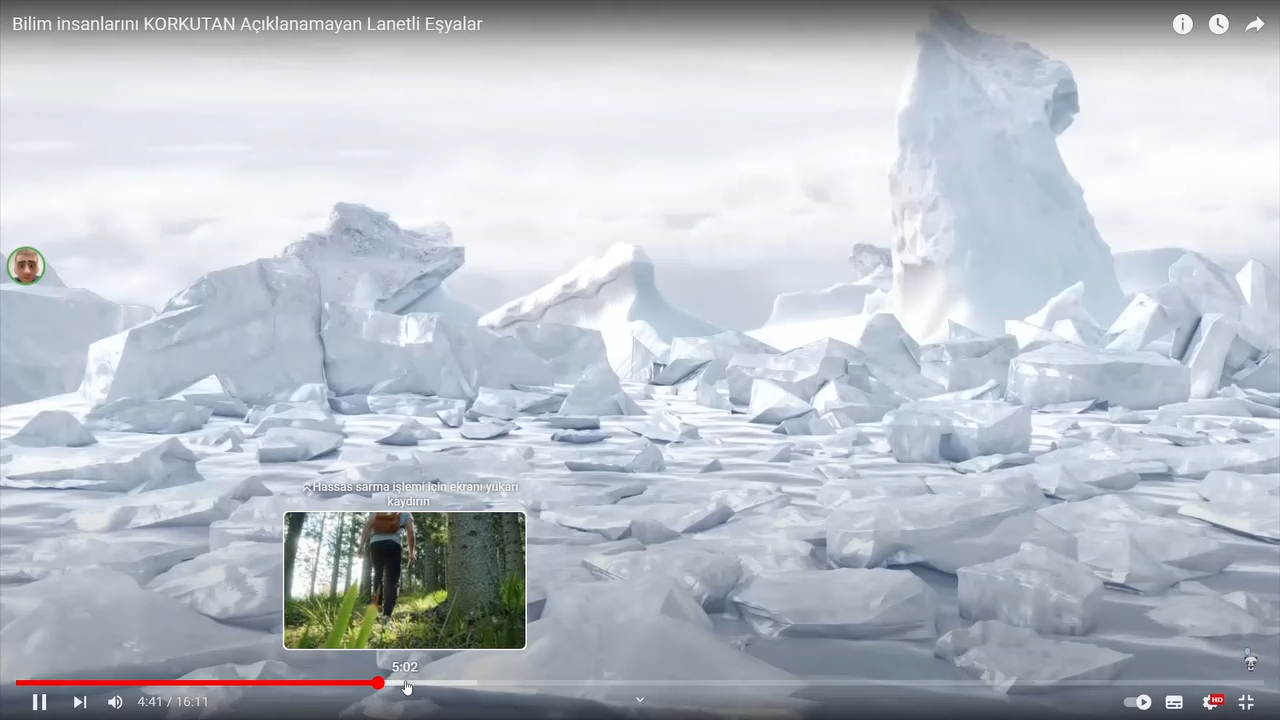 Bilim insanlarını KORKUTAN Açıklanamayan Lanetli Eşyalar
Hassas sarma işlemi için ekranı yukarı
kaydırın
5:02
4:41 / 16:11
HD